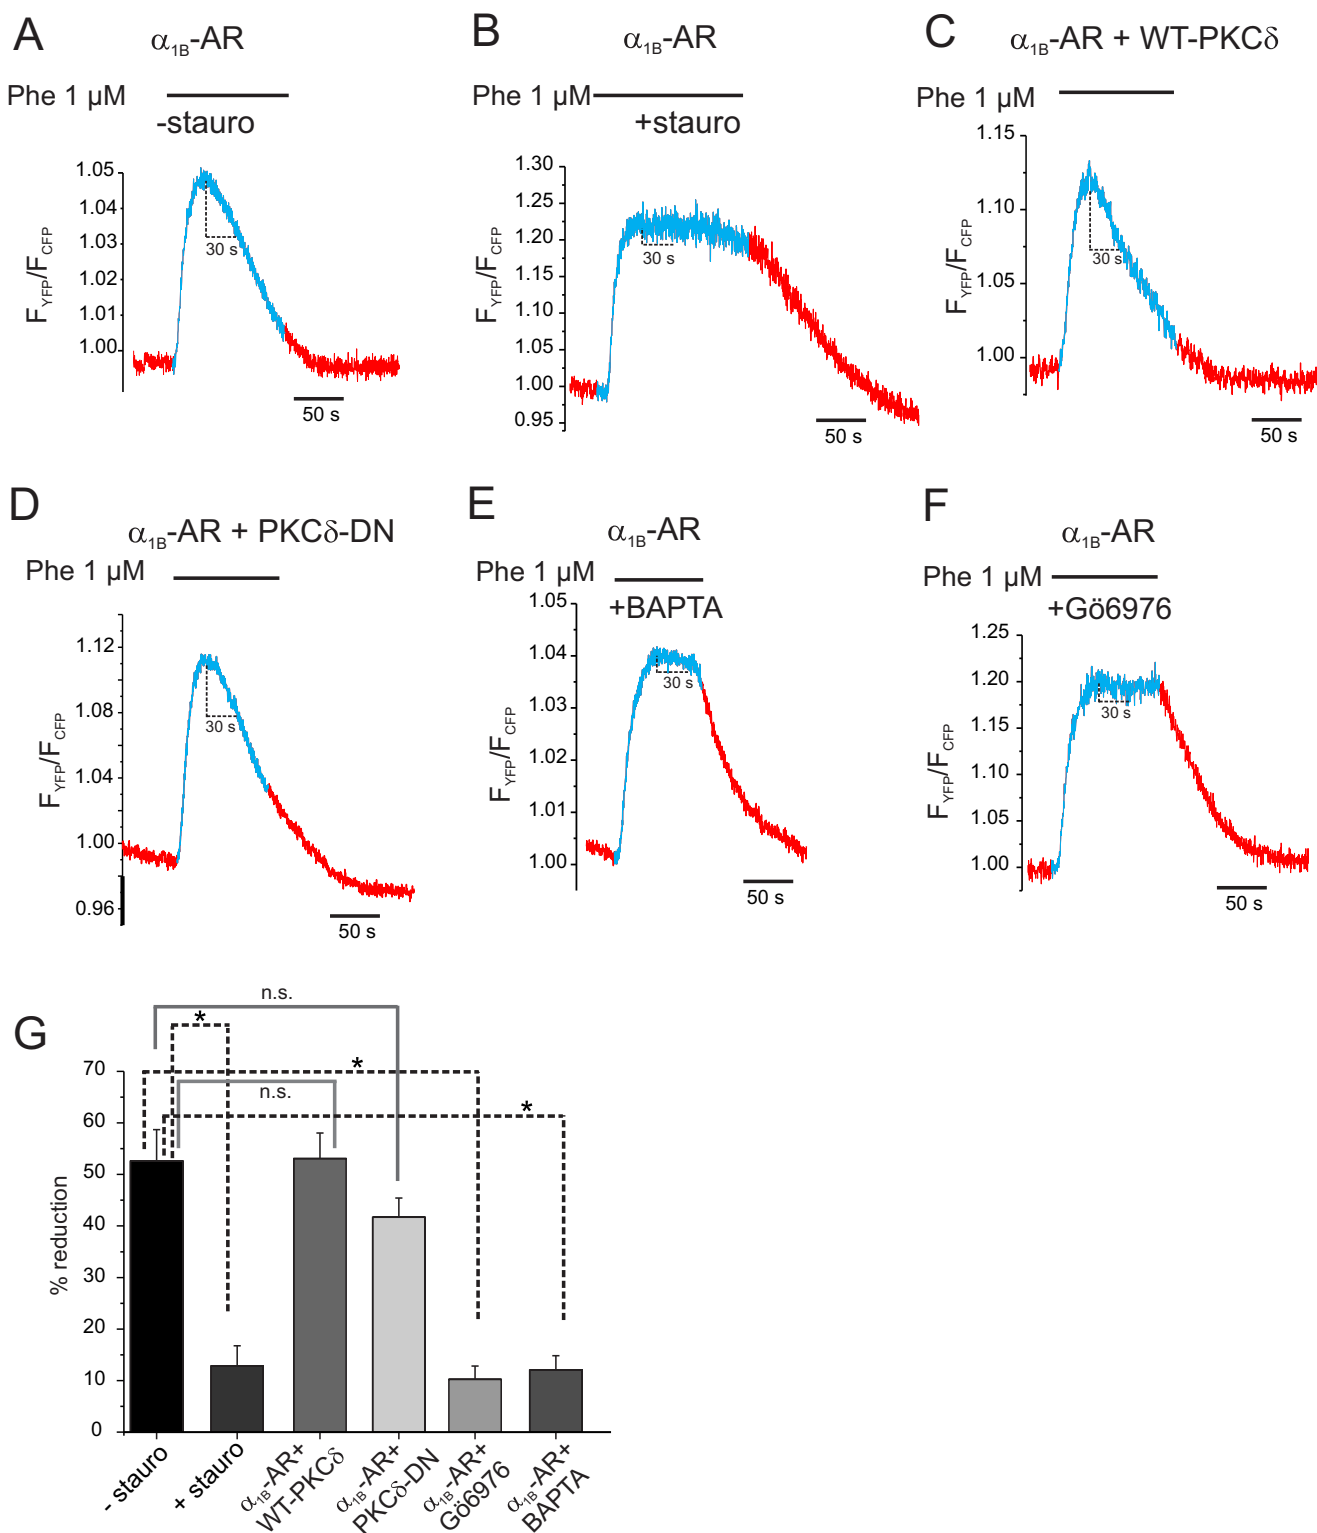 A
α1B-AR
Phe 1 µM
-stauro
FYFP/FCFP
1.05
1.04
1.03
1.02
1.01
1.00
30 s
50 s
B
α1B-AR
Phe 1 µM
+stauro
FYFP/FCFP
1.30
1.25
1.20
1.10
1.10
1.05
1.00
0.95
30 s
50 s
C
α1B-AR + WT-PKCδ
Phe 1 µM
FYFP/FCFP
1.15
1.10
1.00
30 s
50 s
D
α1B-AR + PKCδ-DN
Phe 1 µM
FYFP/FCFP
1.12
1.08
1.04
1.00
0.96
30 s
50 s
E
α1B-AR
Phe 1 µM
+BAPTA
FYFP/FCFP
1.05
1.04
1.03
1.02
1.01
1.00
30 s
50 s
F
α1B-AR
Phe 1 µM
+Gö6976
FYFP/FCFP
1.25
1.20
1.15
1.10
1.05
1.00
30 s
50 s
G
n.s.
*
*
n.s.
*
% reduction
70
60
50
40
30
20
10
0
- stauro
+ stauro
α1B-AR+
WT-PKCδ
α1B-AR+
PKCδ-DN
α1B-AR+
Gö6976
α1B-AR+
BAPTA